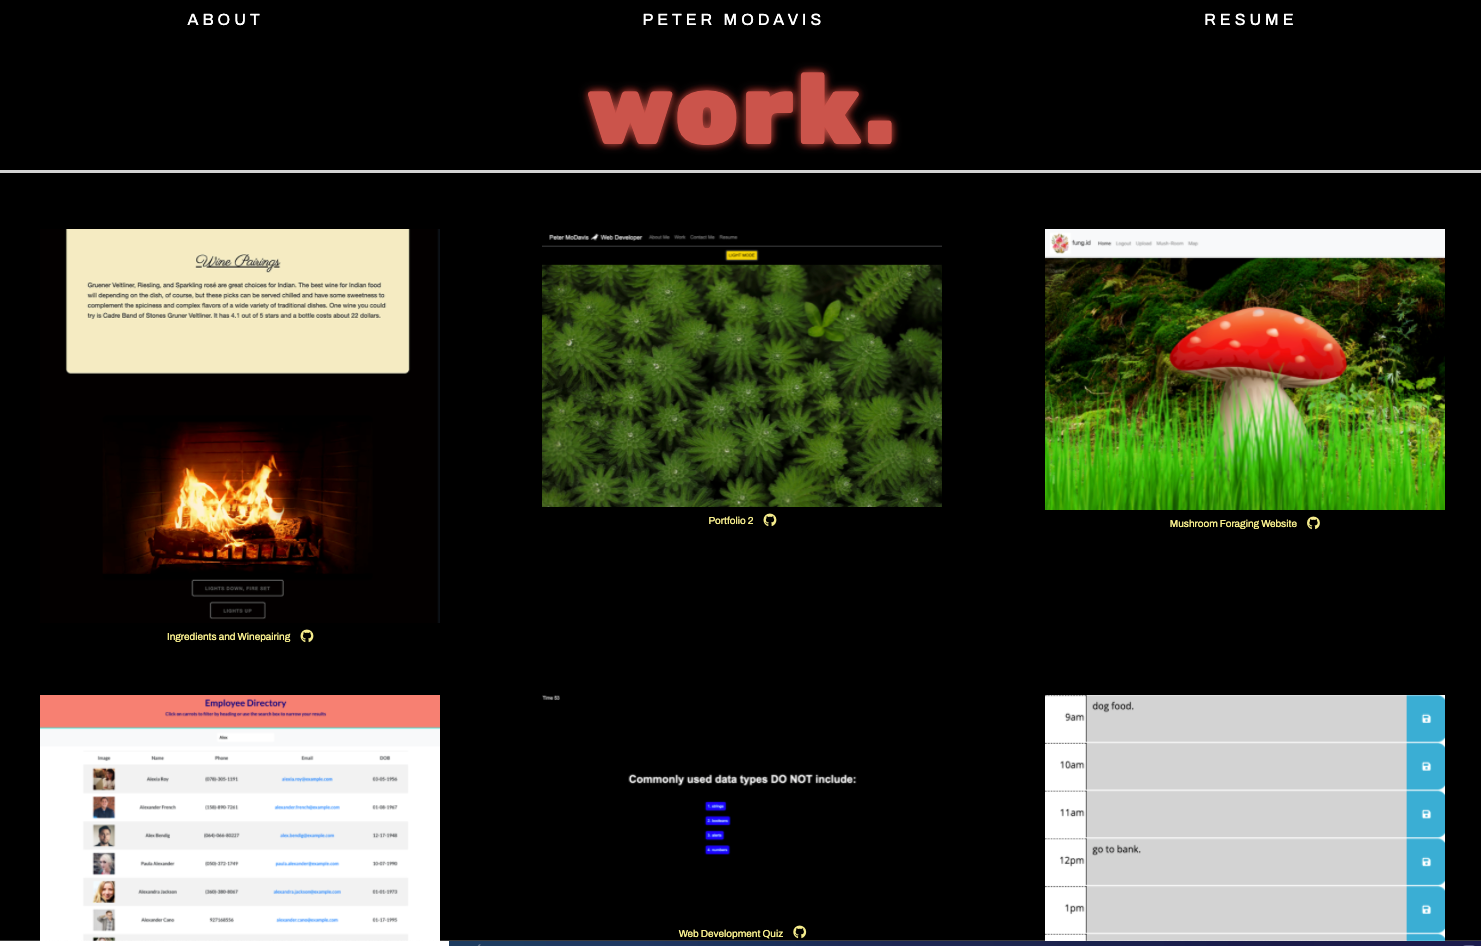 ABOUT
PETER MODAVIS
RESUME
work.
Wine Pairings
Gruener Veltliner, Riesling, and Sparkling rosé are great choices for Indian. The best wine for Indian food
will depending on the dish, of course, but these picks can be served chilled and have some sweetness to
complement the spiciness and complex flavors of a wide variety of traditional dishes. One wine you could
try is Cadre Band of Stones Gruner Veltliner. It has 4.1 out of 5 stars and a bottle costs about 22 dollars.
LIGHTS DOWN, FIRE SET
LIGHTS UP
Ingredients and Winepairing
Peter MoDavis Web Developer About Me Work Contact Me Resume
LIGHT MODE
Portfolio 2
fung.id Home Logout Upload Mush-Room Map
Mushroom Foraging Website
Employee Directory
Click on carrots to filter by heading or use the search box to narrow your results
Alex
Image Name Phone Email DOB
Alexis Roy (078)-305-1191 alexis.roy@example.com 03-05-1956
Alexander French (158)-890-7261 alexander.french@example.com 01-08-1967
Alex Bendig (064)-966-80227 alex.bendig@example.com 12-17-1948
Paula Alexander (050)-372-1749 paula.alexander@example.com 10-07-1990
Alexandra Jackson (368)-380-8067 alexandra.jackson@example.com 01-01-1973
Alexander Cano 927168556 alexander.cano@example.com 01-17-1995
Time 53
Commonly used data types DO NOT include:
1. strings
2. booleans
3. alerts
4. numbers
Web Development Quiz
9am dog food.
10am
11am
12pm go to bank.
1pm